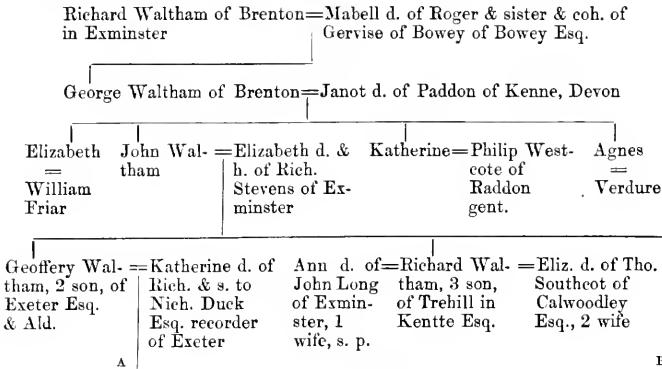 Richard Waltham of Brenton=Mabell d. of Roger & sister & coh. of
in Exminster
Gervise of Bowey of Bowey Esq.
George Waltham of Brenton=Janot d. of Paddon of Kenne, Devon
Elizabeth
=
William
Friar
John Wal-
tham
=Elizabeth d. &
h. of Rich.
Stevens of Ex-
minster
Katherine=Philip West-
cote of
Raddon
gent.
Agnes
=
Verdure
Geoffery Wal-
tham, 2 son, of
Exeter Esq.
& Ald.
=Katherine d. of
Rich. & s. to
Nich. Duck
Esq. recorder
of Exeter
Ann d. of
John Long
of Exmin-
ster, 1
wife, s. p.
=Richard Wal-
tham, 3 son,
of Trehill in
Kentte Esq.
=Eliz. d. of Tho.
Southcot of
Calwoodley
Esq., 2 wife
A